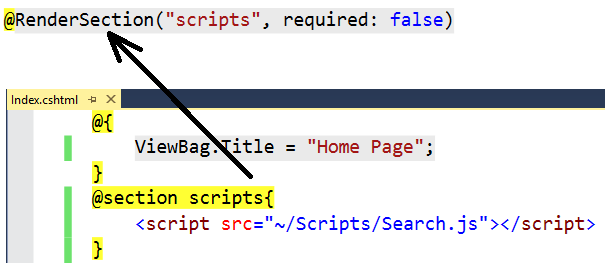 @RenderSection("scripts", required: false)
Index.cshtml
@{
ViewBag.Title = "Home Page";
}
@section scripts{
<script src="~/Scripts/Search.js"></script>
}